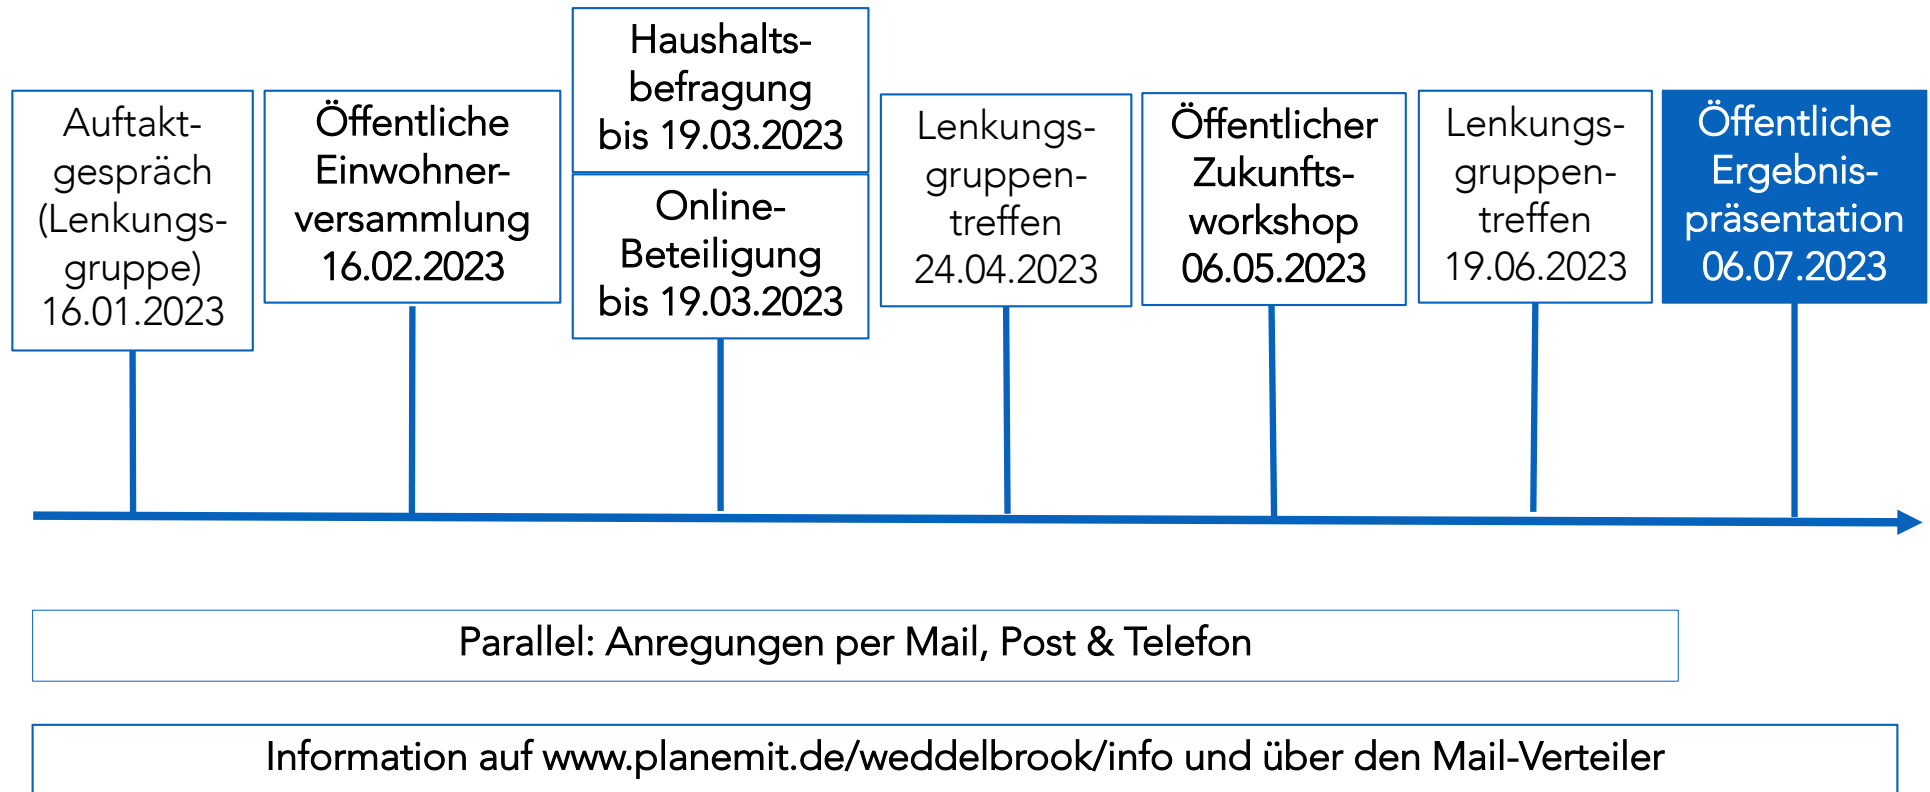 Auftakt-
gespräch
(Lenkungs-
gruppe)
16.01.2023
Öffentliche
Einwohner-
versammlung
16.02.2023
Haushalts-
befragung
bis 19.03.2023
Online-
Beteiligung
bis 19.03.2023
Lenkungs-
gruppen-
treffen
24.04.2023
Öffentlicher
Zukunfts-
workshop
06.05.2023
Lenkungs-
gruppen-
treffen
19.06.2023
Öffentliche
Ergebnis-
präsentation
06.07.2023
Parallel: Anregungen per Mail, Post & Telefon
Information auf www.planemit.de/weddelbrook/info und über den Mail-Verteiler